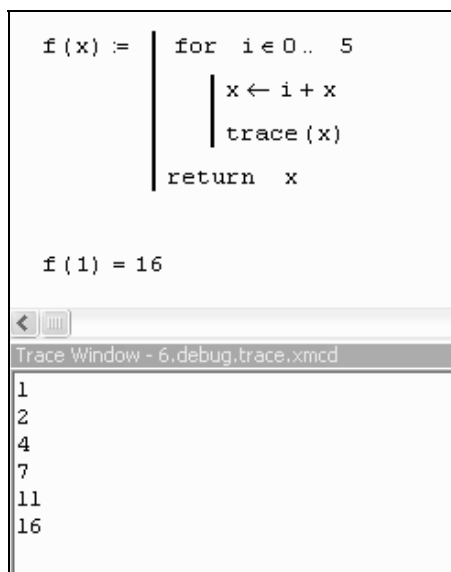 f(x) := for i ∈ 0 .. 5
x ← i + x
trace(x)
return x
f(1) = 16
Trace Window - 6.debug.trace.xmcd
1
2
4
7
11
16